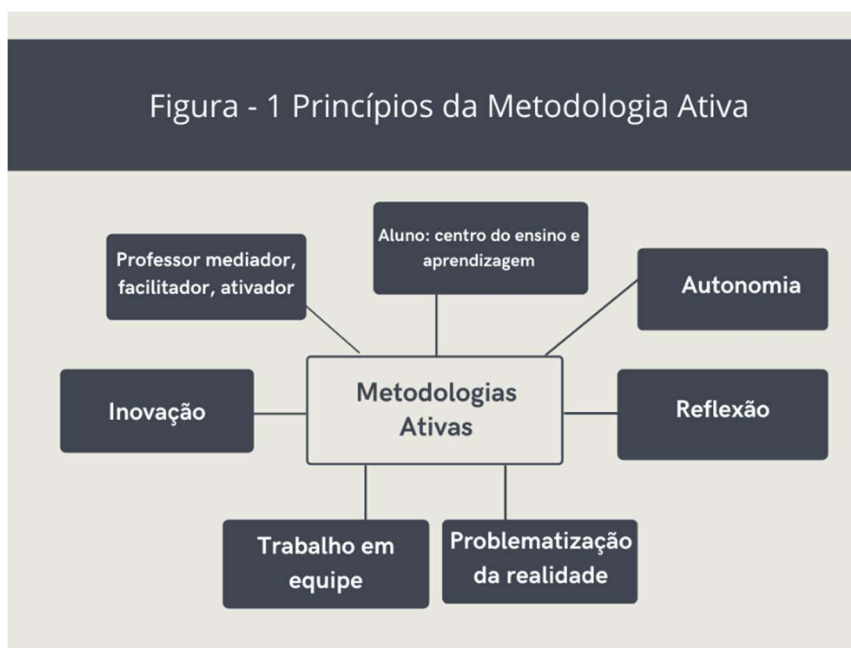 Figura - 1 Princípios da Metodologia Ativa
Aluno: centro do ensino e
aprendizagem
Professor mediador,
facilitador, ativador
Autonomia
Metodologias
Ativas
Inovação
Reflexão
Trabalho em
equipe
Problematização
da realidade